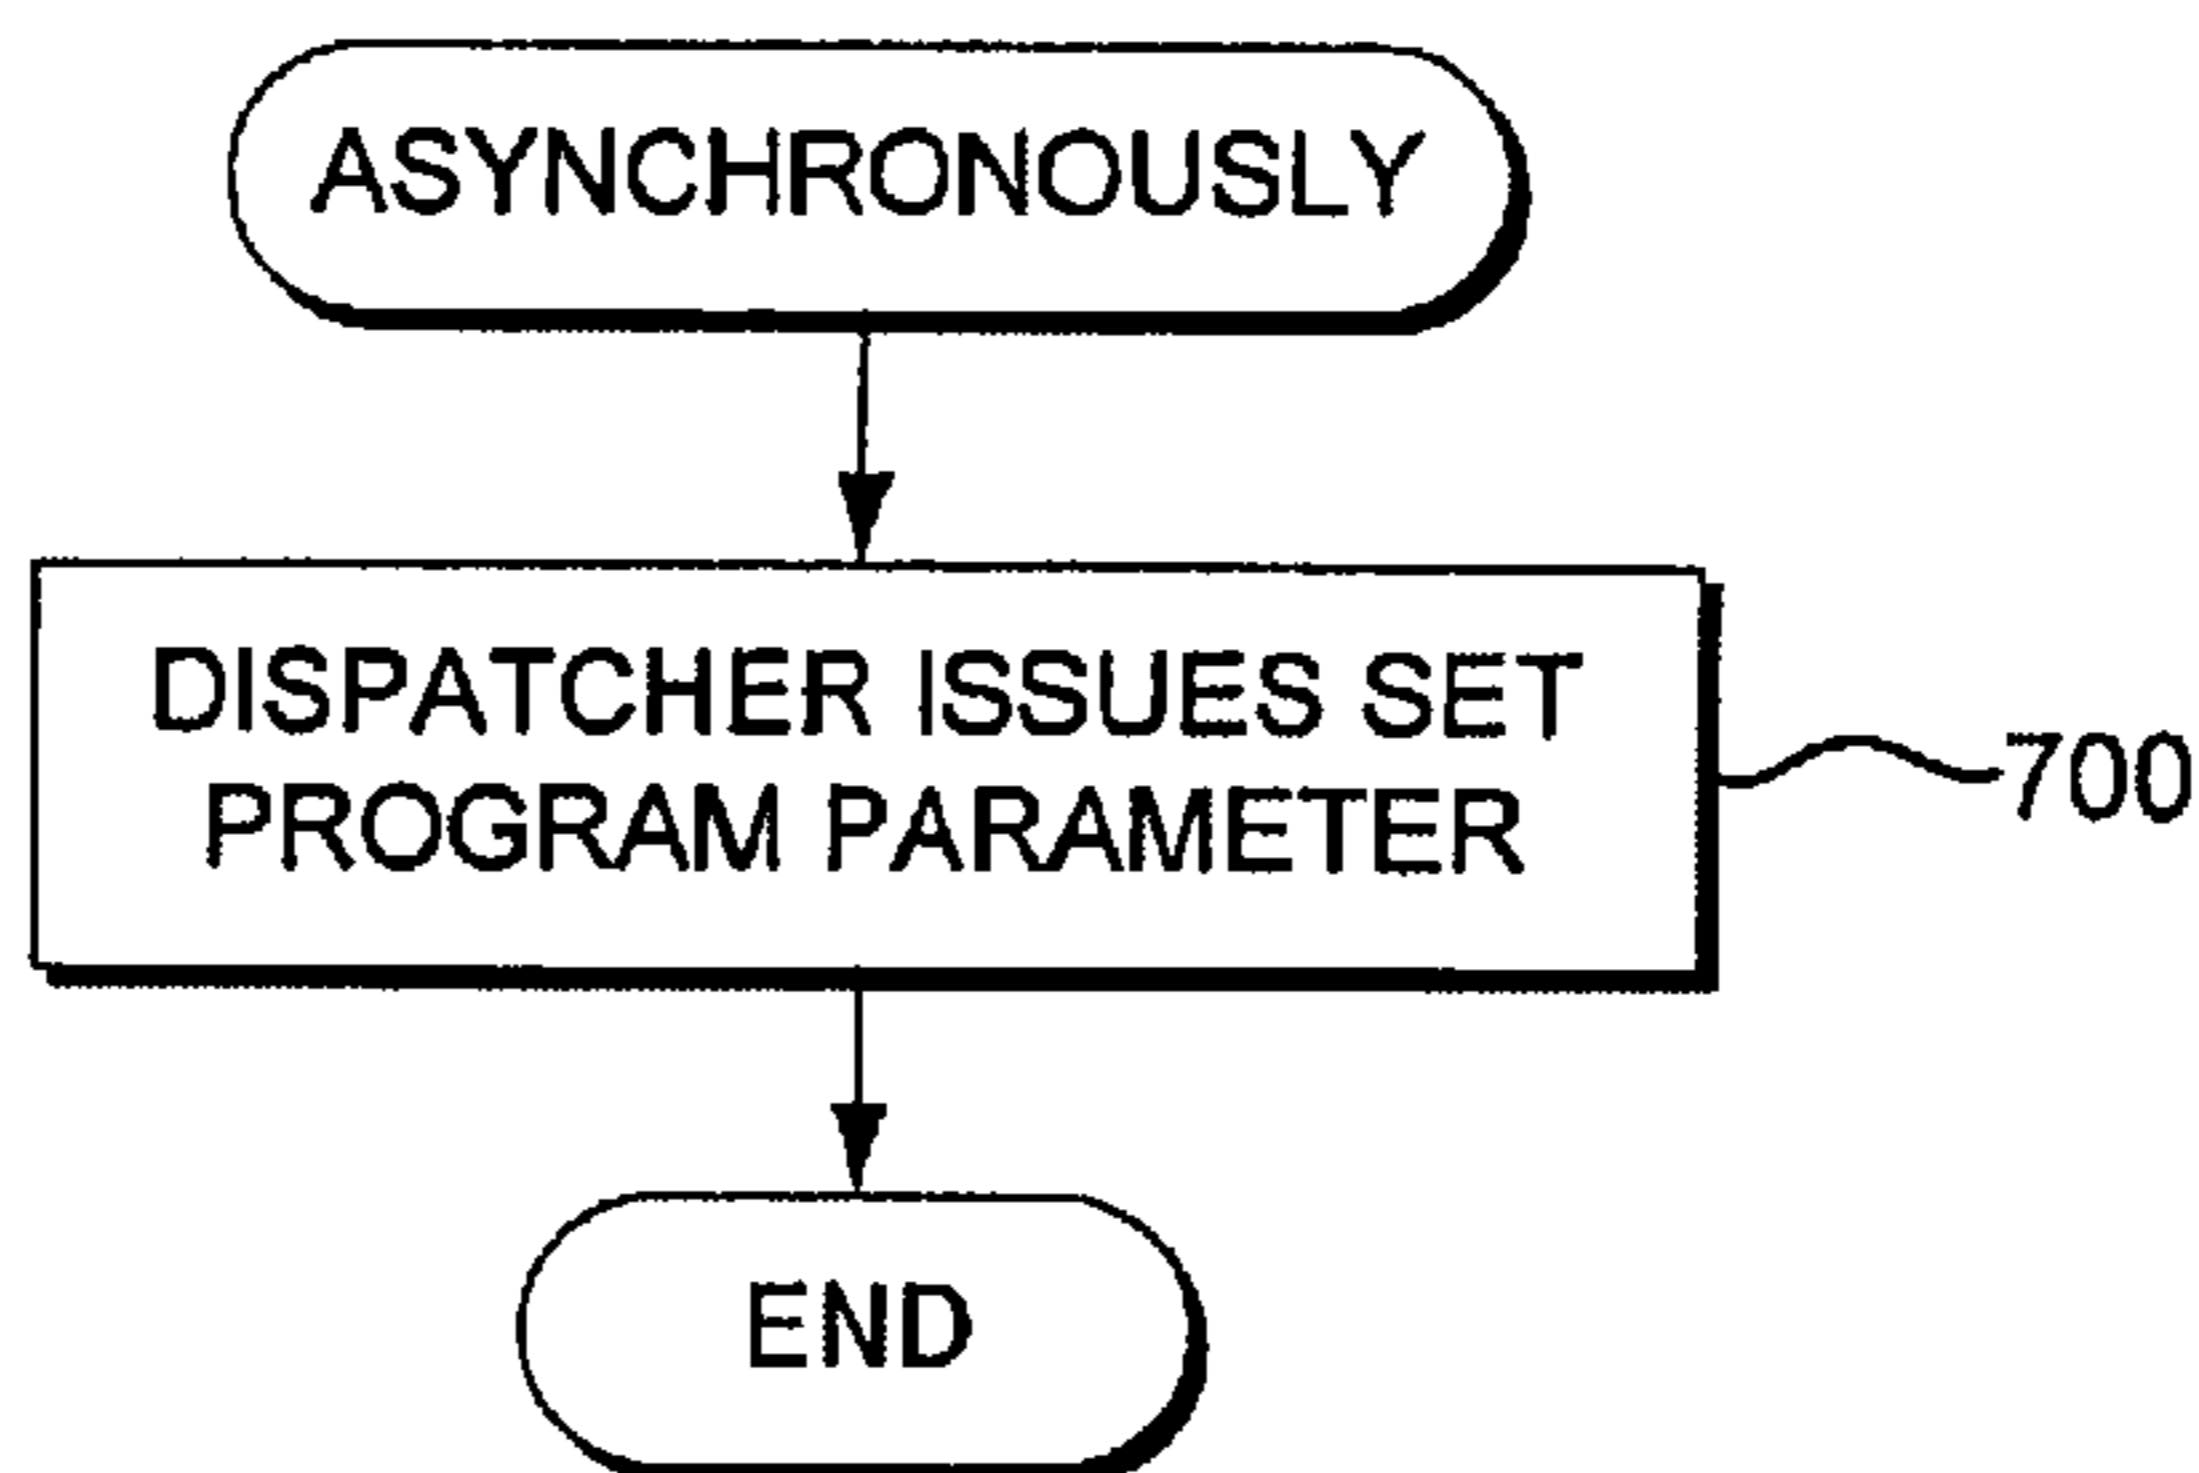 ASYNCHRONOUSLY
DISPATCHER ISSUES SET
PROGRAM PARAMETER
700
END